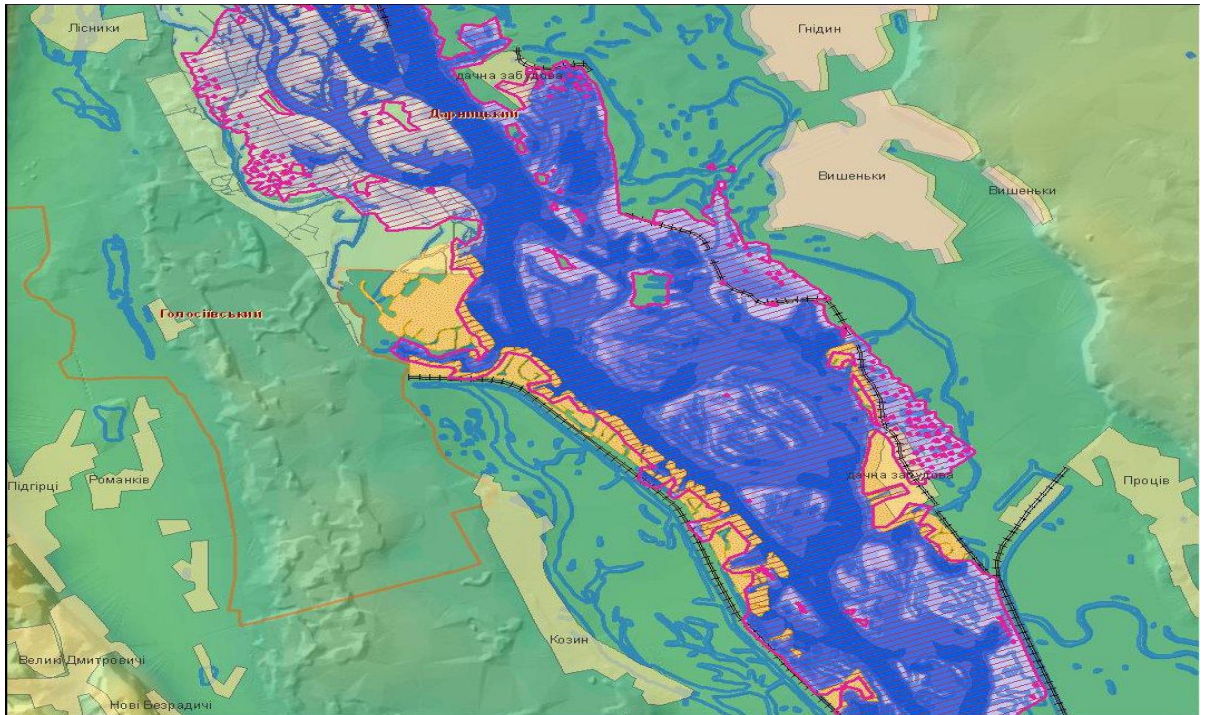 Лісники
Гнідин
дачна забудова
Дарницький
Вишеньки
Вишеньки
Голосіївський
Підгірці
Романків
дачна забудова
Проців
Козин
Великі Дмитровичі
Нові Безрадичі